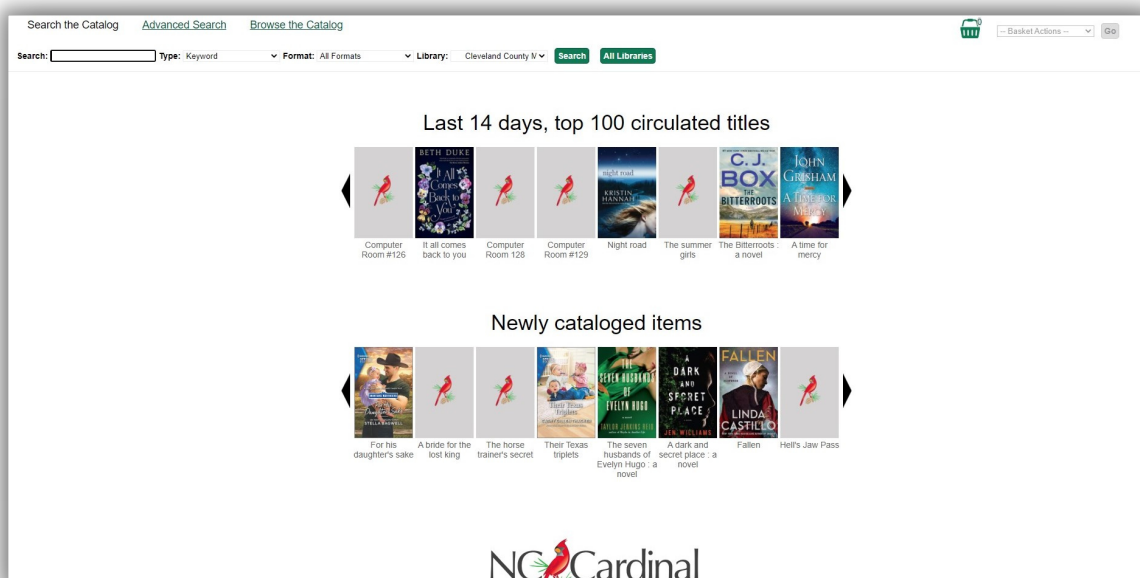 Search the Catalog Advanced Search Browse the Catalog
0
-- Basket Actions -- Go
Search: Type: Keyword Format: All Formats Library: Cleveland County M Search All Libraries
Last 14 days, top 100 circulated titles
BETH DUKE
It All
Comes
Back to
You
night road
KRISTIN
HANNAH
C. J.
BOX
THE
BITTERROOTS
JOHN
GRISHAM
A TIME FOR
MERCY
Computer
Room #126
It all comes
back to you
Computer
Room 128
Computer
Room #129
Night road
The summer
girls
The Bitterroots :
a novel
A time for
mercy
Newly cataloged items
STELLA BAGWELL
Their Texas
Triplets
THE
SEVEN HUSBANDS
OF
EVELYN HUGO
TAYLOR JENKINS REID
A
DARK
AND
SECRET
PLACE
JEN WILLIAMS
FALLEN
LINDA
CASTILLO
For his
daughter's sake
A bride for the
lost king
The horse
trainer's secret
Their Texas
triplets
The seven
husbands of
Evelyn Hugo : a
novel
A dark and
secret place : a
novel
Fallen
Hell's Jaw Pass
NC Cardinal